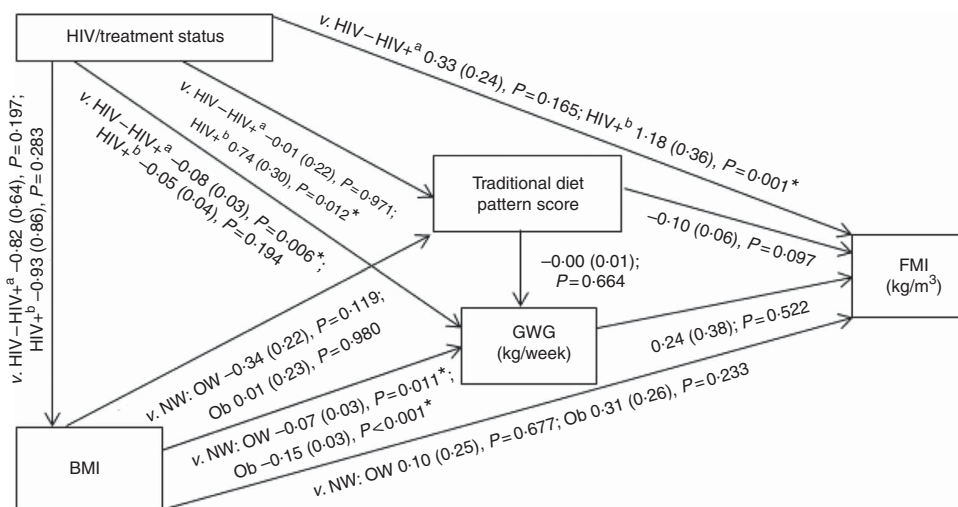 HIV/treatment status
v. HIV–HIV+ᵃ 0·33 (0·24), P=0·165; HIV+ᵇ 1·18 (0·36), P=0·001*
v. HIV–HIV+ᵃ –0·01 (0·22), P=0·971;
HIV+ᵇ 0·74 (0·30), P=0·012*
v. HIV–HIV+ᵃ –0·08 (0·03), P=0·006*;
HIV+ᵇ –0·05 (0·04), P=0·194
v. HIV–HIV+ᵃ –0·82 (0·64), P=0·197;
HIV+ᵇ –0·93 (0·86), P=0·283
Traditional diet
pattern score
–0·10 (0·06), P=0·097
–0·00 (0·01);
P=0·664
FMI
(kg/m³)
GWG
(kg/week)
0·24 (0·38); P=0·522
v. NW: OW –0·34 (0·22), P=0·119;
Ob 0·01 (0·23), P=0·980
v. NW: OW –0·07 (0·03), P=0·011*;
Ob –0·15 (0·03), P<0·001*
v. NW: OW 0·10 (0·25), P=0·677; Ob 0·31 (0·26), P=0·233
BMI